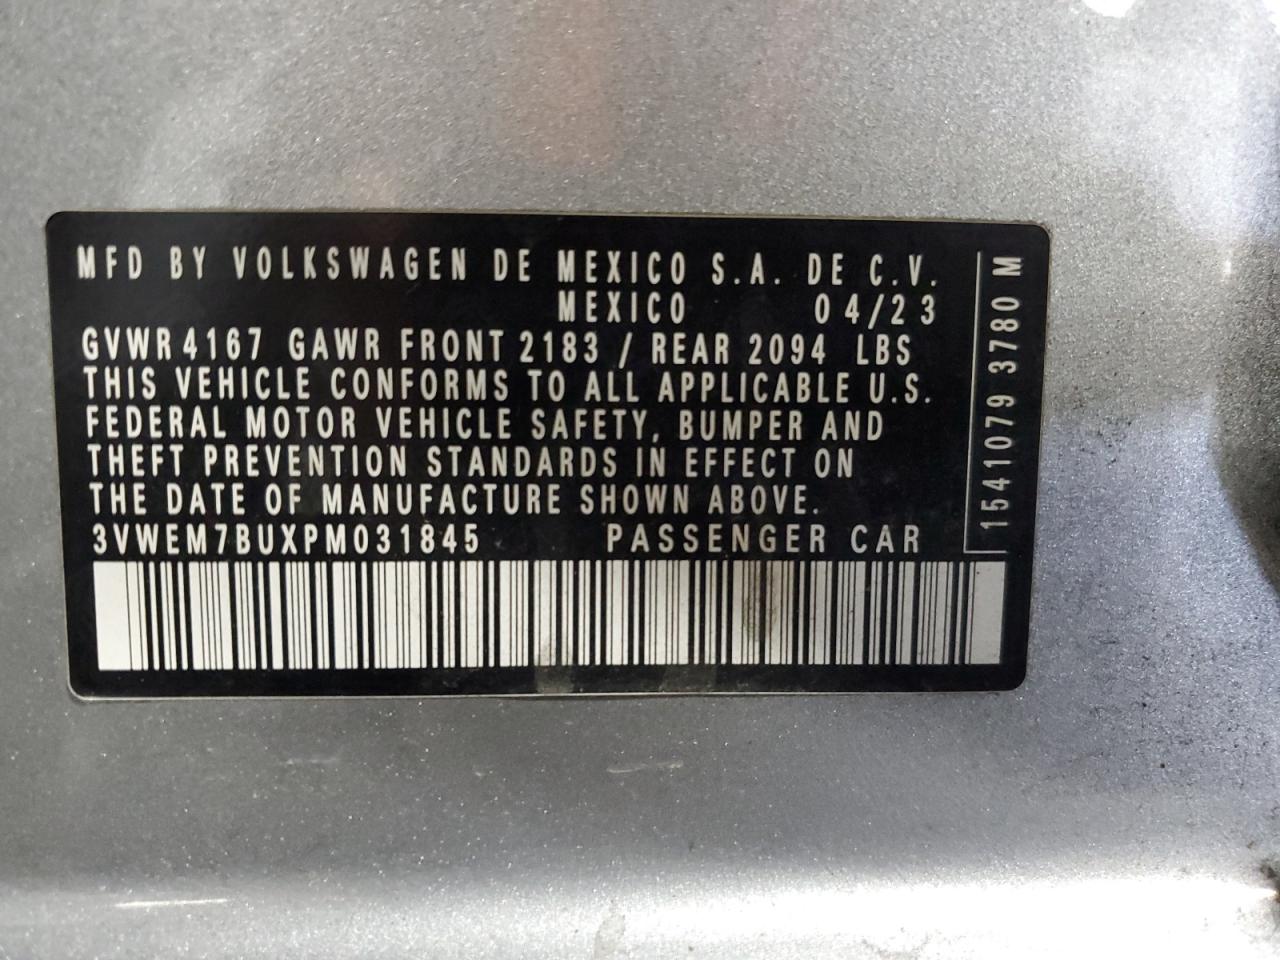 MFD BY VOLKSWAGEN DE MEXICO S.A. DE C.V.
MEXICO 04/23
GVWR 4167 GAWR FRONT 2183 / REAR 2094 LBS
THIS VEHICLE CONFORMS TO ALL APPLICABLE U.S.
FEDERAL MOTOR VEHICLE SAFETY, BUMPER AND
THEFT PREVENTION STANDARDS IN EFFECT ON
THE DATE OF MANUFACTURE SHOWN ABOVE.
3VWEM7BUXPM031845 PASSENGER CAR
1541079 3780 M